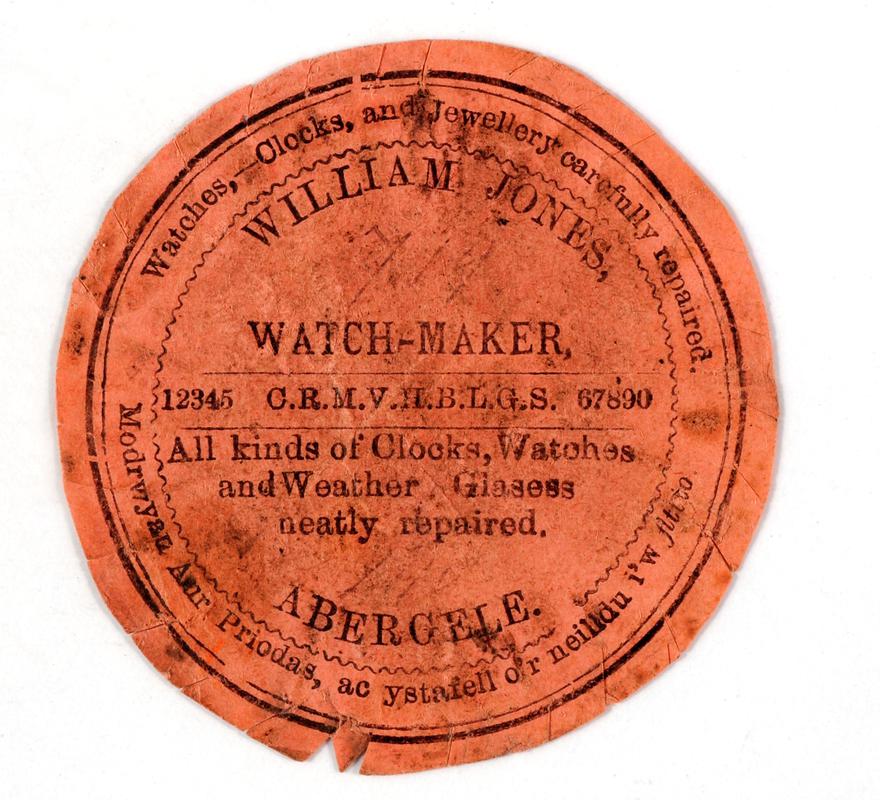 Watches, Clocks, and Jewellery carefully repaired.
WILLIAM JONES,
WATCH-MAKER,
12345 C.R.M.V.H.B.L.G.S. 67890
All kinds of Clocks, Watches
and Weather Glasess
neatly repaired.
ABERGELE.
Modrwyau Aur Priodas, ac ystafell o'r neilldu i'w ffitio